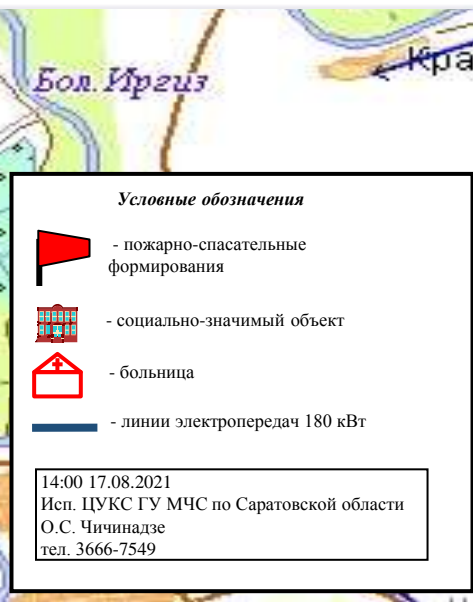 Бол. Иргиз
Кра
Условные обозначения
- пожарно-спасательные
формирования
- социально-значимый объект
- больница
- линии электропередач 180 кВт
14:00 17.08.2021
Исп. ЦУКС ГУ МЧС по Саратовской области
О.С. Чичинадзе
тел. 3666-7549